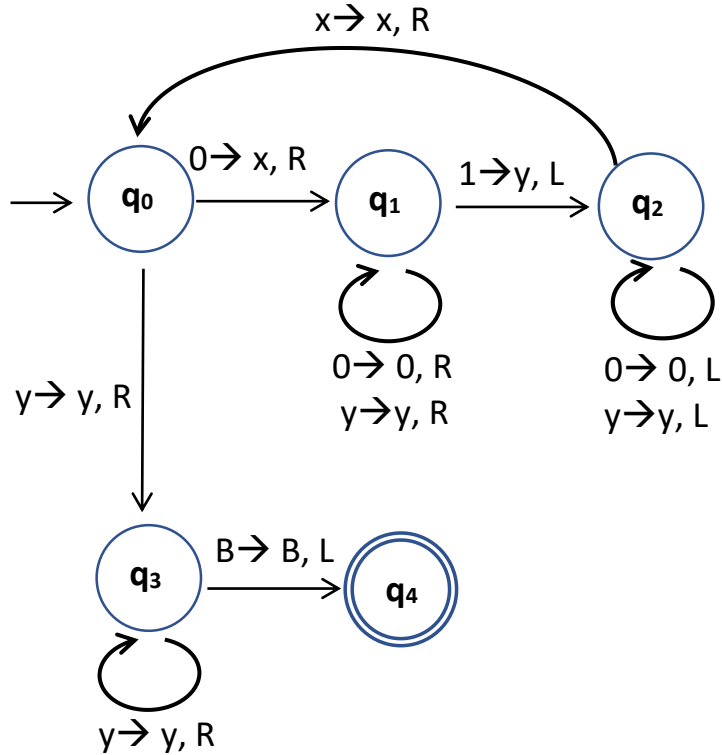 x→ x, R
0→ x, R
1→y, L
q0
q1
q2
0→ 0, R
y→y, R
0→ 0, L
y→y, L
y→ y, R
B→ B, L
q3
q4
y→ y, R